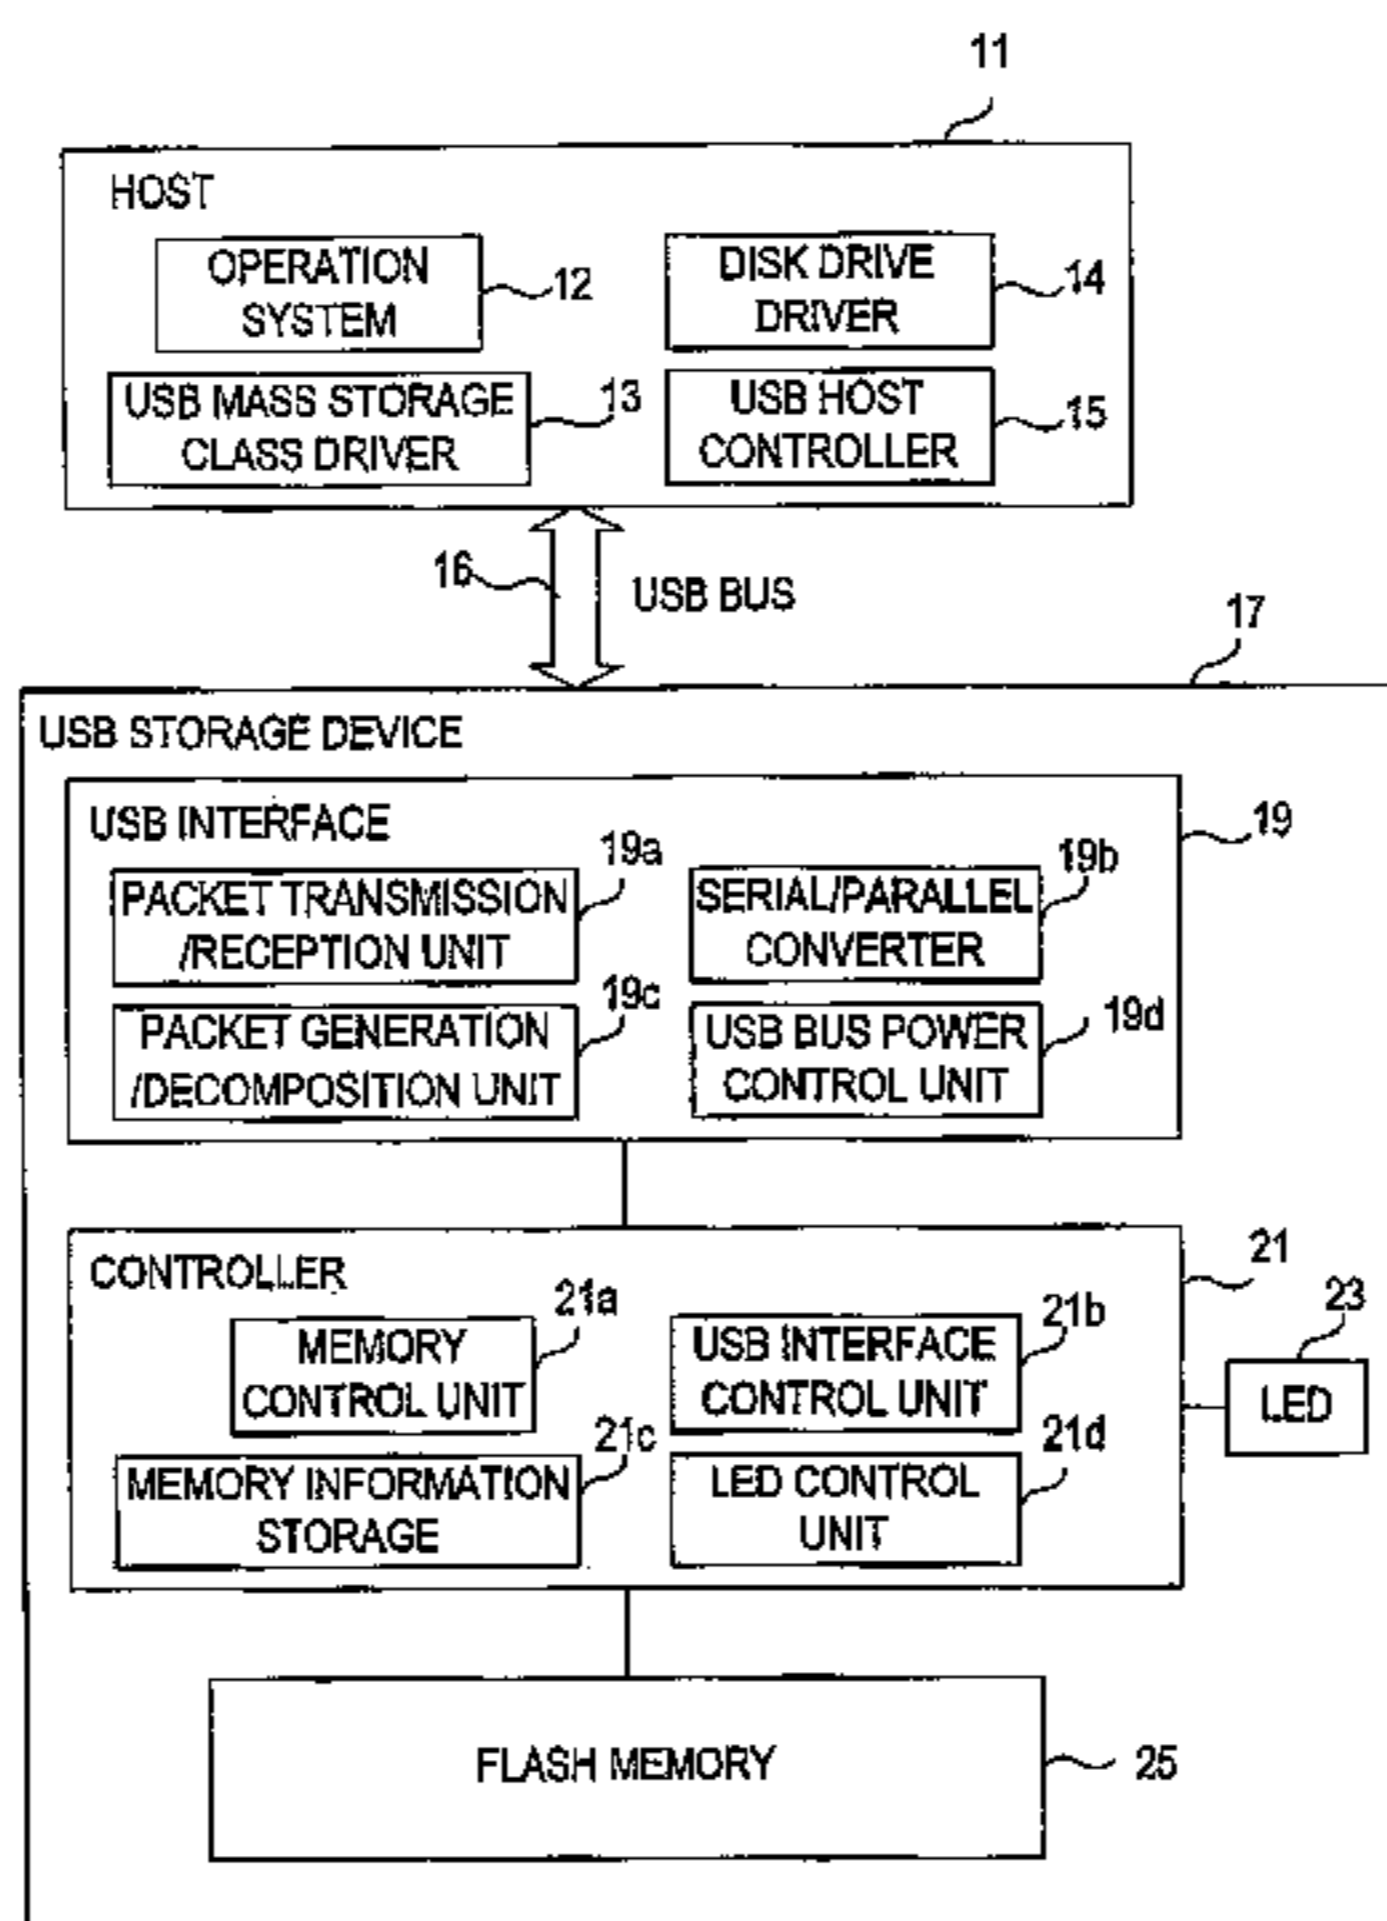 11
HOST
OPERATION
SYSTEM
12
DISK DRIVE
DRIVER
14
USB MASS STORAGE
CLASS DRIVER
13
USB HOST
CONTROLLER
15
16
USB BUS
17
USB STORAGE DEVICE
USB INTERFACE
19
PACKET TRANSMISSION
/RECEPTION UNIT
19a
SERIAL/PARALLEL
CONVERTER
19b
PACKET GENERATION
/DECOMPOSITION UNIT
19c
USB BUS POWER
CONTROL UNIT
19d
CONTROLLER
21
MEMORY
CONTROL UNIT
21a
USB INTERFACE
CONTROL UNIT
21b
23
LED
MEMORY INFORMATION
STORAGE
21c
LED CONTROL
UNIT
21d
FLASH MEMORY
25